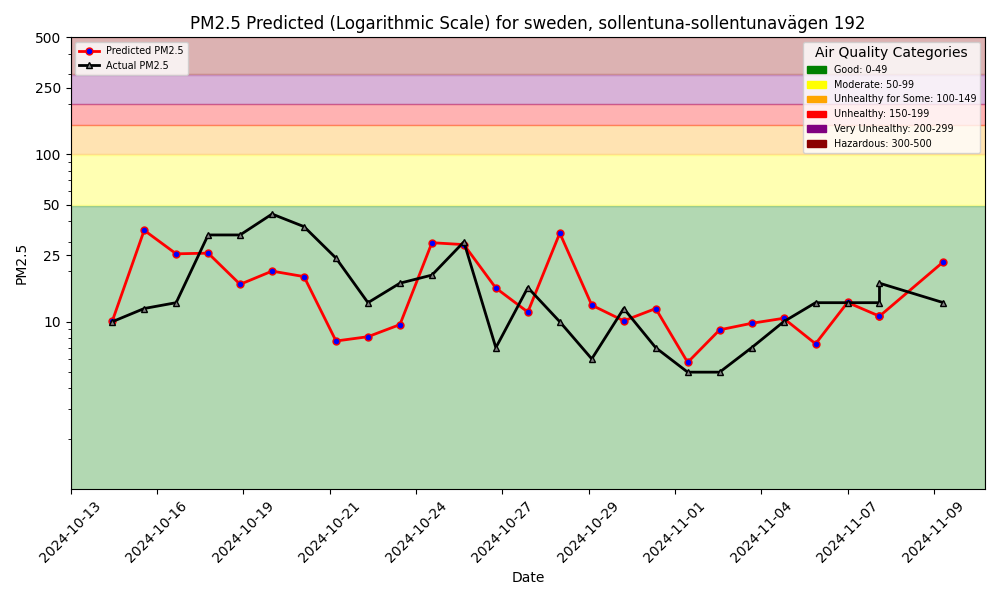 PM2.5 Predicted (Logarithmic Scale) for sweden, sollentuna-sollentunavägen 192
Predicted PM2.5
Actual PM2.5
Air Quality Categories
Good: 0-49
Moderate: 50-99
Unhealthy for Some: 100-149
Unhealthy: 150-199
Very Unhealthy: 200-299
Hazardous: 300-500
PM2.5
500
250
100
50
25
10
2024-10-13
2024-10-16
2024-10-19
2024-10-21
2024-10-24
2024-10-27
2024-10-29
2024-11-01
2024-11-04
2024-11-07
2024-11-09
Date